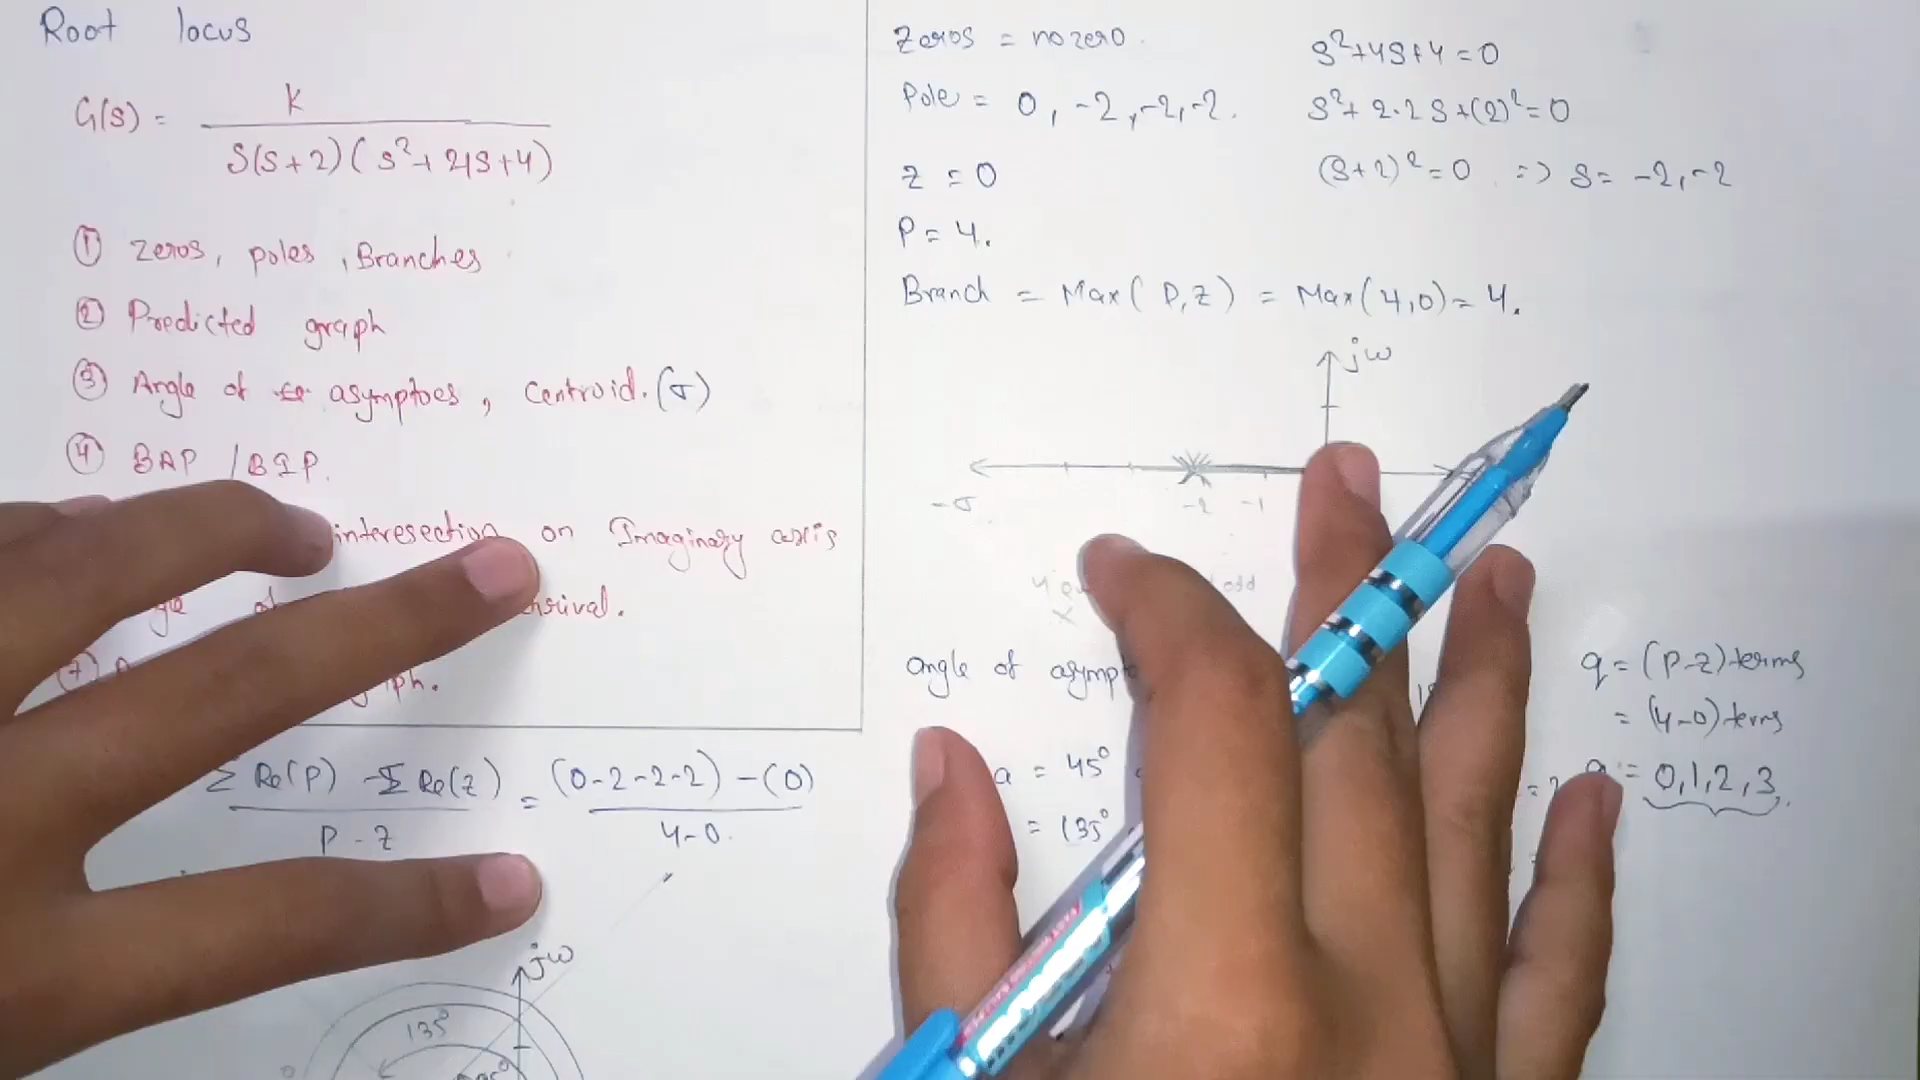 Root locus
G(s) = K
S(S+2)(S²+4S+4)
① Zeros, poles, Branches
② Predicted graph
③ Angle of asymptoes, Centroid.(σ)
④ BAP / BIP.
interesection on Imaginary axis
(7)
Σ Re(P) - Σ Re(z) = (0-2-2-2) - (0)
P - Z 4-0.
jω
135°
Zeros = no zero.
Pole = 0, -2, -2, -2.
z = 0
P = 4.
Branch = Max( P, Z ) = Max( 4, 0 ) = 4.
S²+4S+4 = 0
S²+ 2·2S+(2)² = 0
(S+2)² = 0 => S = -2, -2
jω
-σ -2 -1
odd
angle of
= 45°
= 135°
q = (P-Z) terms
= (4-0) terms
= 0,1,2,3.